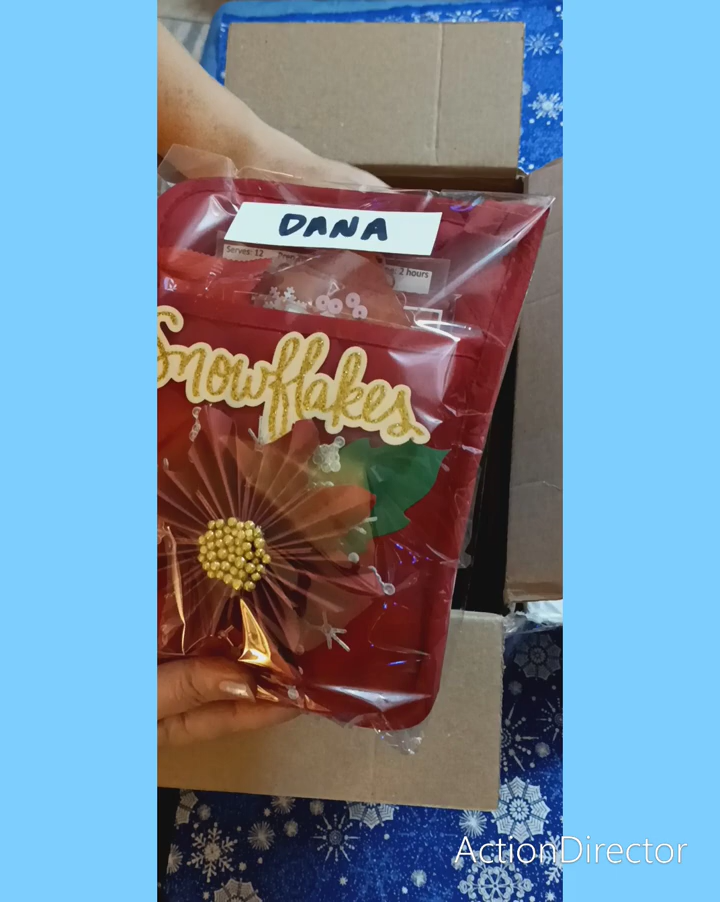 DANA
Serves: 12
2 hours
Snowflakes
ActionDirector